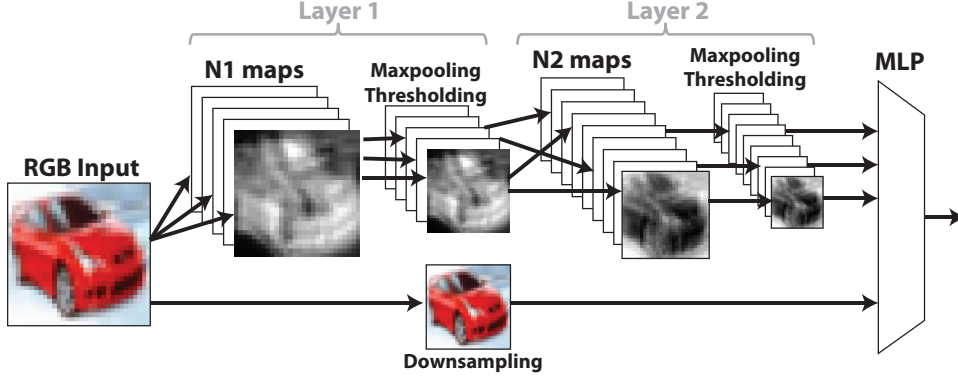 Layer 1
Layer 2
N1 maps
Maxpooling
Thresholding
N2 maps
Maxpooling
Thresholding
MLP
RGB Input
Downsampling